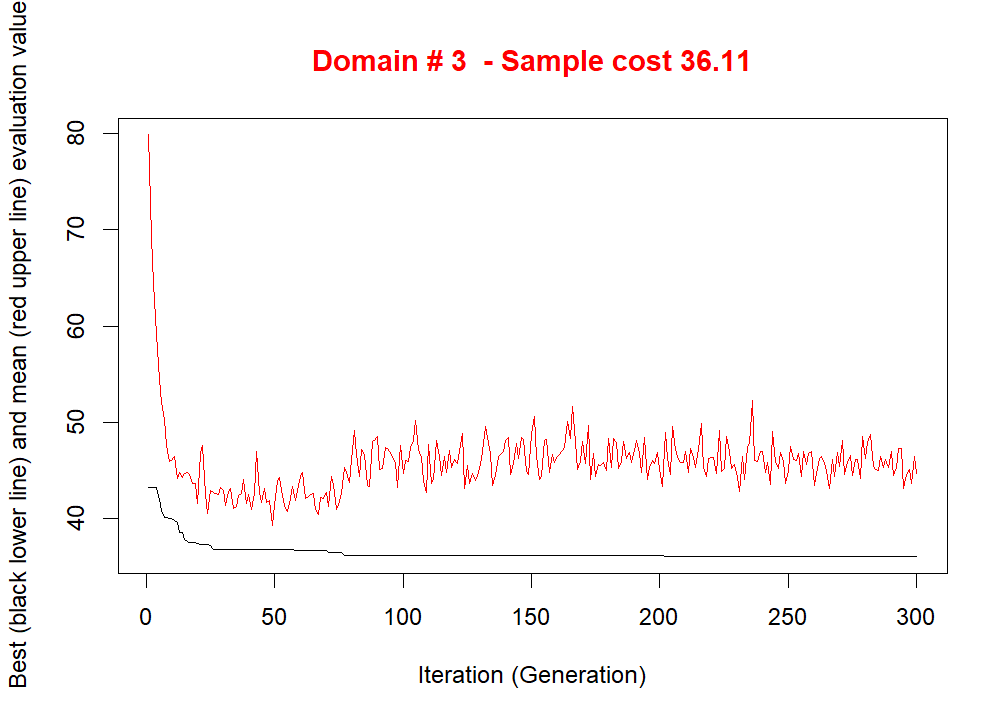 Domain # 3  - Sample cost 36.11
Best (black lower line) and mean (red upper line) evaluation value
80
70
60
50
40
0 50 100 150 200 250 300
Iteration (Generation)